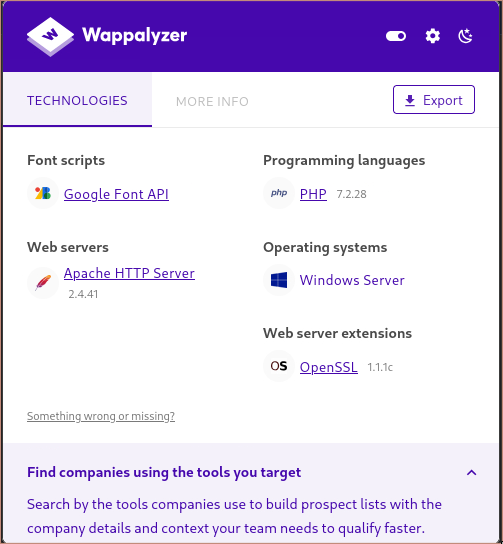 Wappalyzer
TECHNOLOGIES
MORE INFO
Export
Font scripts
Google Font API
Programming languages
php
PHP 7.2.28
Web servers
Apache HTTP Server
2.4.41
Operating systems
Windows Server
Web server extensions
OS
OpenSSL 1.1.1c
Something wrong or missing?
Find companies using the tools you target
Search by the tools companies use to build prospect lists with the
company details and context your team needs to qualify faster.